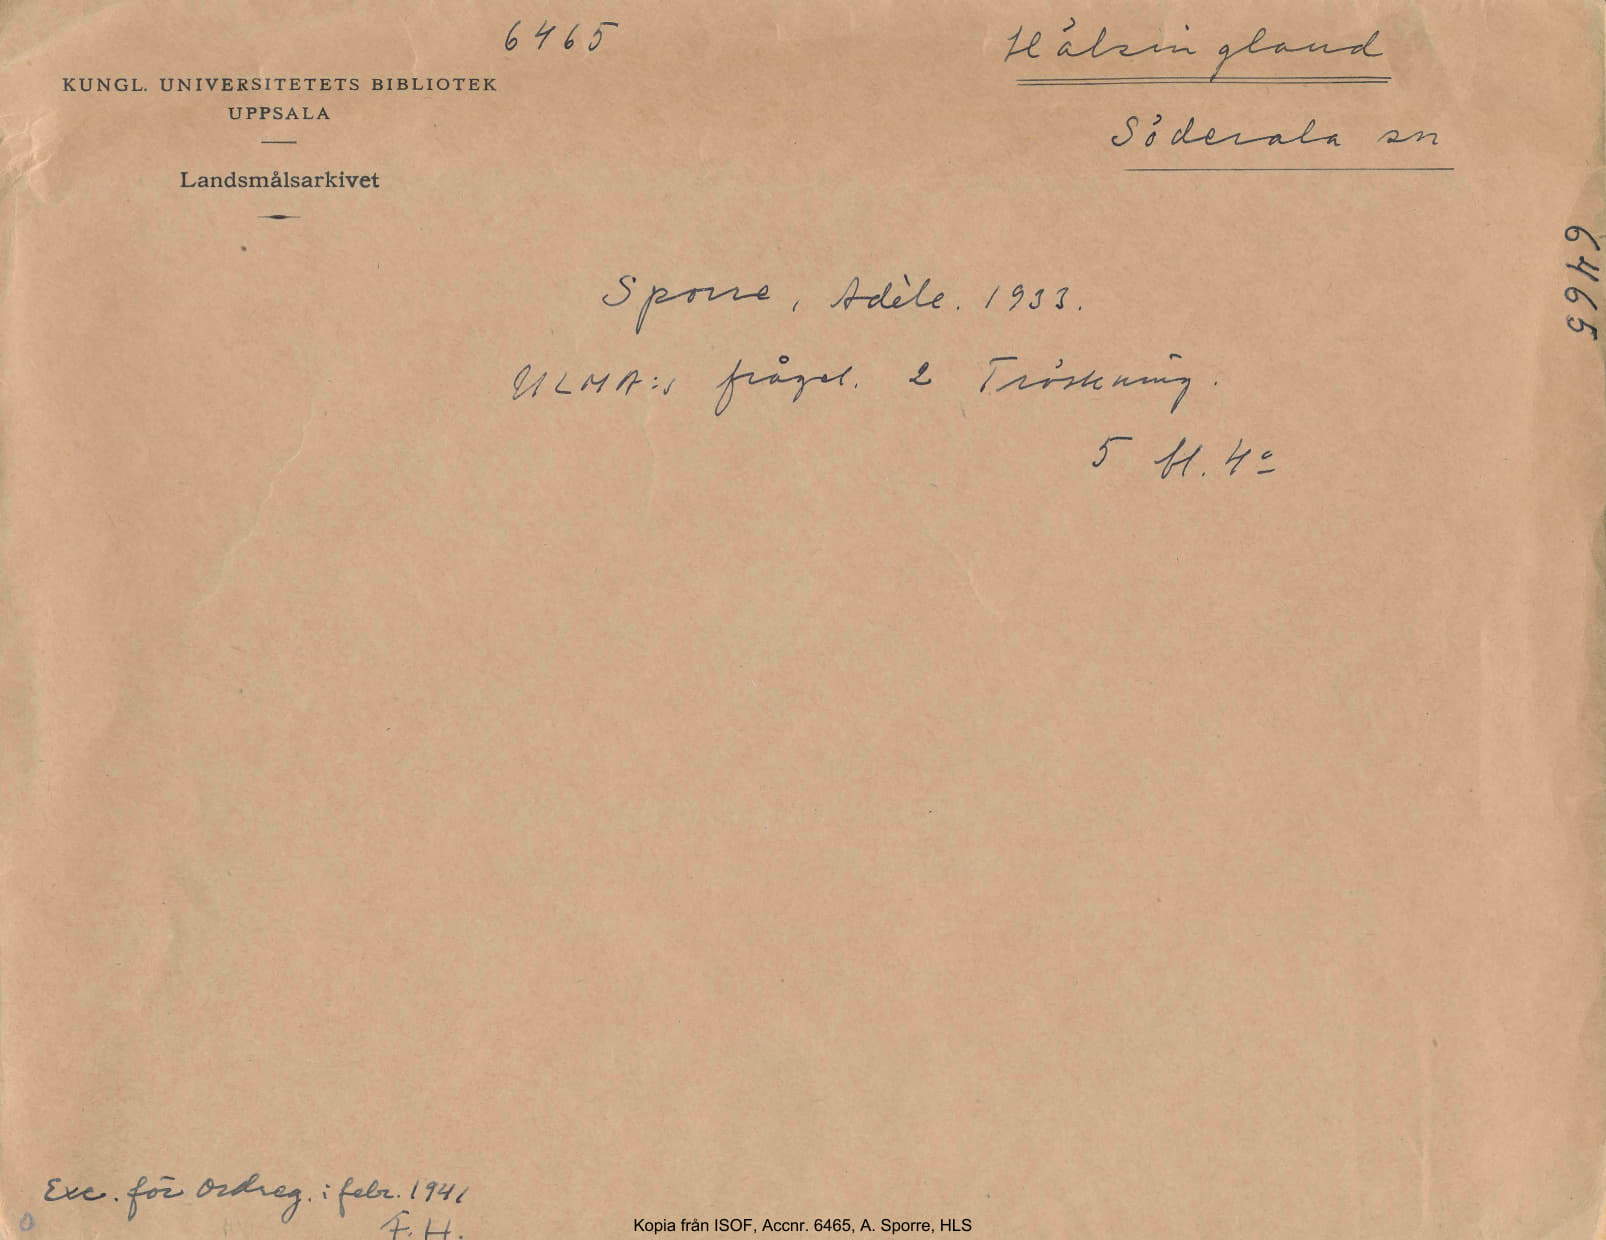 6465
Hälsingland
KUNGL. UNIVERSITETETS BIBLIOTEK
UPPSALA
Söderala sn
Landsmålsarkivet
6465
Sporre, Adèle. 1933.
ULMA:s frågel. 2 Tröskning.
5 bl. 4º
Exc. för Ordreg. i febr. 1941
F. H.
Kopia från ISOF, Accnr. 6465, A. Sporre, HLS